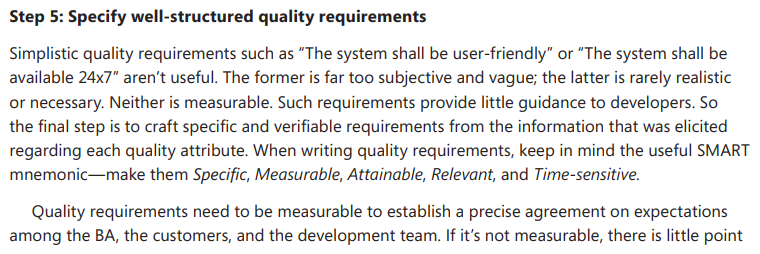 Step 5: Specify well-structured quality requirements
Simplistic quality requirements such as “The system shall be user-friendly” or “The system shall be
available 24x7” aren’t useful. The former is far too subjective and vague; the latter is rarely realistic
or necessary. Neither is measurable. Such requirements provide little guidance to developers. So
the final step is to craft specific and verifiable requirements from the information that was elicited
regarding each quality attribute. When writing quality requirements, keep in mind the useful SMART
mnemonic—make them Specific, Measurable, Attainable, Relevant, and Time-sensitive.
Quality requirements need to be measurable to establish a precise agreement on expectations
among the BA, the customers, and the development team. If it’s not measurable, there is little point